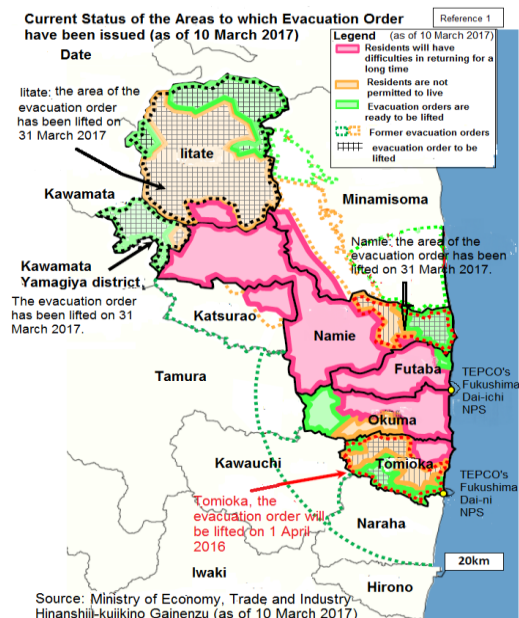 Current Status of the Areas to which Evacuation Order
have been issued (as of 10 March 2017)
Reference 1
Legend (as of 10 March 2017)
Residents will have
difficulties in returning for a
long time
Residents are not
permitted to live
Evacuation orders are
ready to be lifted
Former evacuation orders
evacuation order to be
lifted
Date
Iitate: the area of the
evacuation order
has been lifted on
31 March 2017
Iitate
Kawamata
Minamisoma
Namie: the area of the
evacuation order has been
lifted on 31 March 2017.
Kawamata
Yamagiya district
The evacuation order
has been lifted on 31
March 2017.
Katsurao
Namie
Futaba
TEPCO's
Fukushima
Dai-ichi
NPS
Tamura
Okuma
Kawauchi
Tomioka
TEPCO's
Fukushima
Dai-ni
NPS
Tomioka, the
evacuation order will
be lifted on 1 April
2016
Naraha
20km
Iwaki
Hirono
Source: Ministry of Economy, Trade and Industry
Hinanshiji-kuikino Gainenzu (as of 10 March 2017)